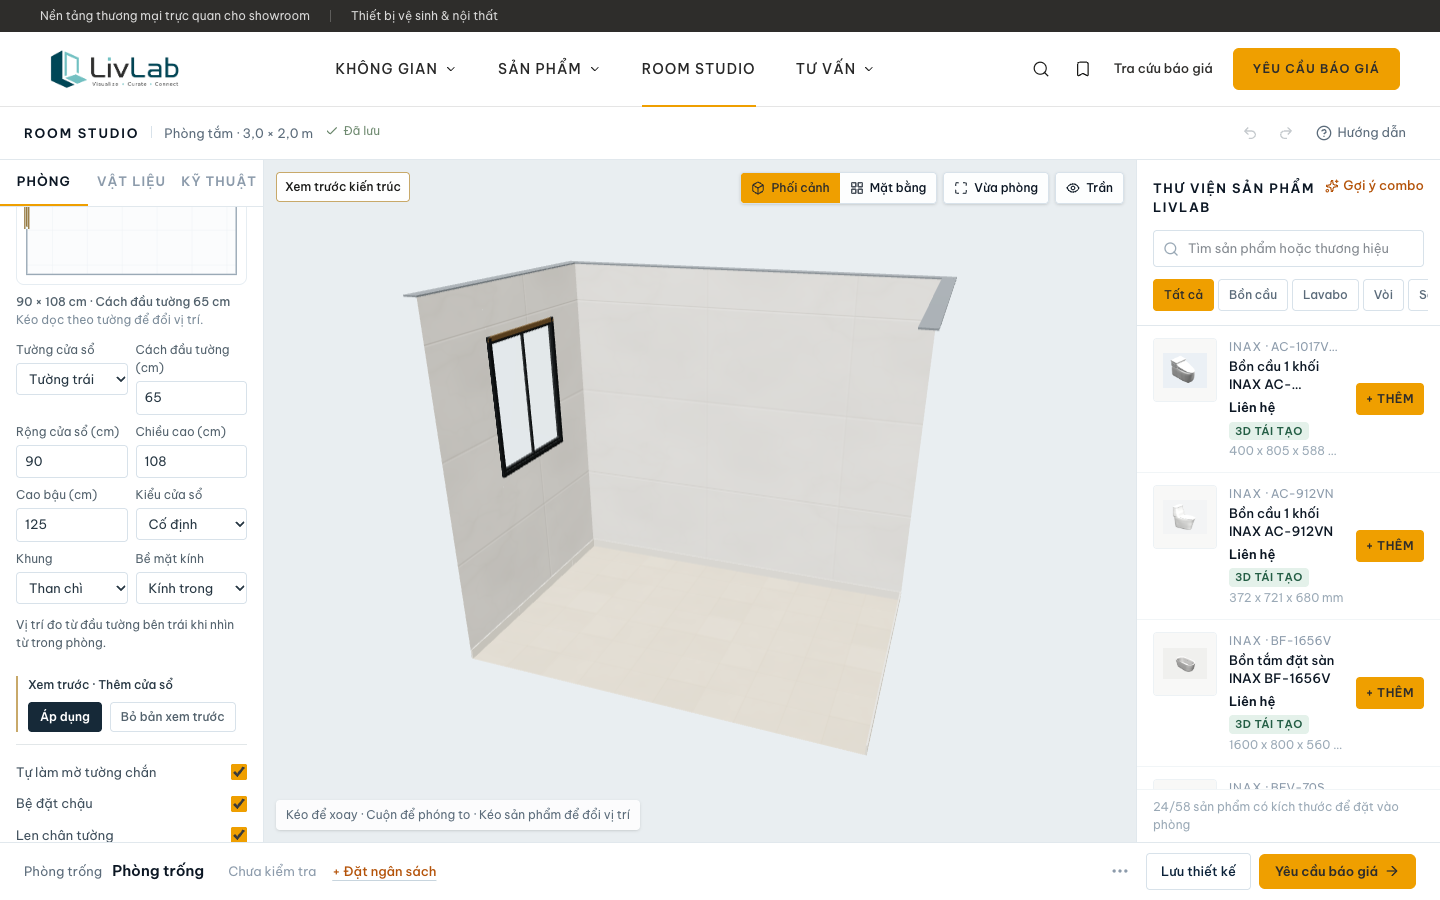 Nền tảng thương mại trực quan cho showroom
Thiết bị vệ sinh & nội thất
LivLab
Visualize • Curate • Connect
KHÔNG GIAN
SẢN PHẨM
ROOM STUDIO
TƯ VẤN
Tra cứu báo giá
YÊU CẦU BÁO GIÁ
ROOM STUDIO
Phòng tắm · 3,0 × 2,0 m
Đã lưu
Hướng dẫn
PHÒNG
VẬT LIỆU
KỸ THUẬT
90 × 108 cm · Cách đầu tường 65 cm
Kéo dọc theo tường để đổi vị trí.
Tường cửa sổ
Cách đầu tường (cm)
Tường trái
65
Rộng cửa sổ (cm)
Chiều cao (cm)
90
108
Cao bậu (cm)
Kiểu cửa sổ
125
Cố định
Khung
Bề mặt kính
Than chì
Kính trong
Vị trí đo từ đầu tường bên trái khi nhìn
từ trong phòng.
Xem trước · Thêm cửa sổ
Áp dụng
Bỏ bản xem trước
Tự làm mờ tường chắn
Bệ đặt chậu
Len chân tường
Xem trước kiến trúc
Phối cảnh
Mặt bằng
Vừa phòng
Trần
Kéo để xoay · Cuộn để phóng to · Kéo sản phẩm để đổi vị trí
THƯ VIỆN SẢN PHẨM
LIVLAB
Gợi ý combo
Tìm sản phẩm hoặc thương hiệu
Tất cả
Bồn cầu
Lavabo
Vòi
INAX · AC-1017V...
Bồn cầu 1 khối
INAX AC-...
Liên hệ
3D TÁI TẠO
400 x 805 x 588 ...
+ THÊM
INAX · AC-912VN
Bồn cầu 1 khối
INAX AC-912VN
Liên hệ
3D TÁI TẠO
372 x 721 x 680 mm
+ THÊM
INAX · BF-1656V
Bồn tắm đặt sàn
INAX BF-1656V
Liên hệ
3D TÁI TẠO
1600 x 800 x 560 ...
+ THÊM
INAX · BFV-70S
24/58 sản phẩm có kích thước để đặt vào
phòng
Phòng trống
Phòng trống
Chưa kiểm tra
+ Đặt ngân sách
Lưu thiết kế
Yêu cầu báo giá